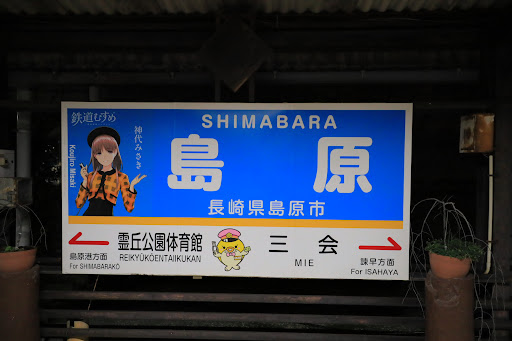 鉄道むすめ
神代みさき
Koujiro Misaki
SHIMABARA
島原
長崎県島原市
霊丘公園体育館
REIKYŪKŌENTAIIKUKAN
三会
MIE
島原港方面
For SHIMABARAKO
諫早方面
For ISAHAYA